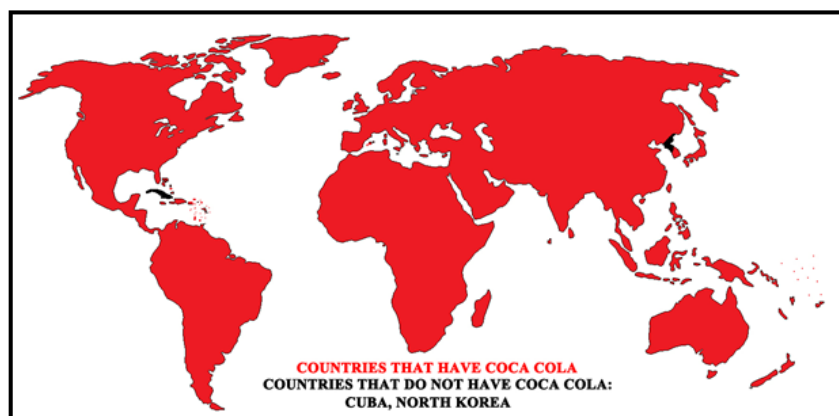 COUNTRIES THAT HAVE COCA COLA
COUNTRIES THAT DO NOT HAVE COCA COLA:
CUBA, NORTH KOREA